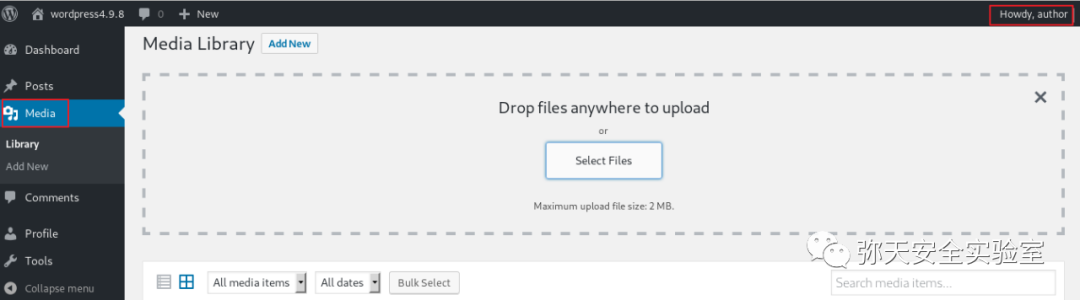 wordpress4.9.8 0 New Howdy, author
Dashboard
Posts
Media
Library
Add New
Comments
Profile
Tools
Collapse menu
Media Library Add New
Drop files anywhere to upload
or
Select Files
Maximum upload file size: 2 MB.
All media items All dates Bulk Select Search media items...
弥天安全实验室